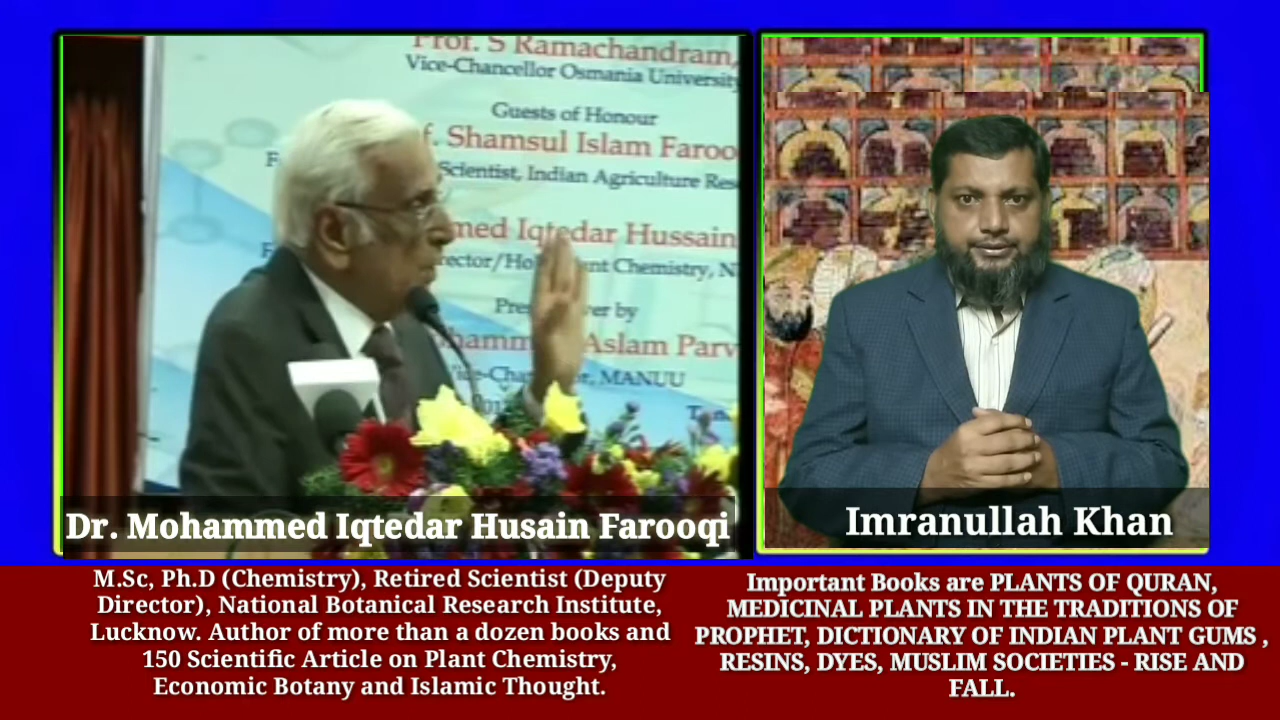 Prof. S Ramachandram,
Vice-Chancellor Osmania University
Guests of Honour
Shamsul Islam
Scientist, Indian Agriculture
Iqtedar Hussain
Chemistry,
by
Aslam
MANUU
Dr. Mohammed Iqtedar Husain Farooqi
Imranullah Khan
M.Sc, Ph.D (Chemistry), Retired Scientist (Deputy
Director), National Botanical Research Institute,
Lucknow. Author of more than a dozen books and
150 Scientific Article on Plant Chemistry,
Economic Botany and Islamic Thought.
Important Books are PLANTS OF QURAN,
MEDICINAL PLANTS IN THE TRADITIONS OF
PROPHET, DICTIONARY OF INDIAN PLANT GUMS ,
RESINS, DYES, MUSLIM SOCIETIES - RISE AND
FALL.